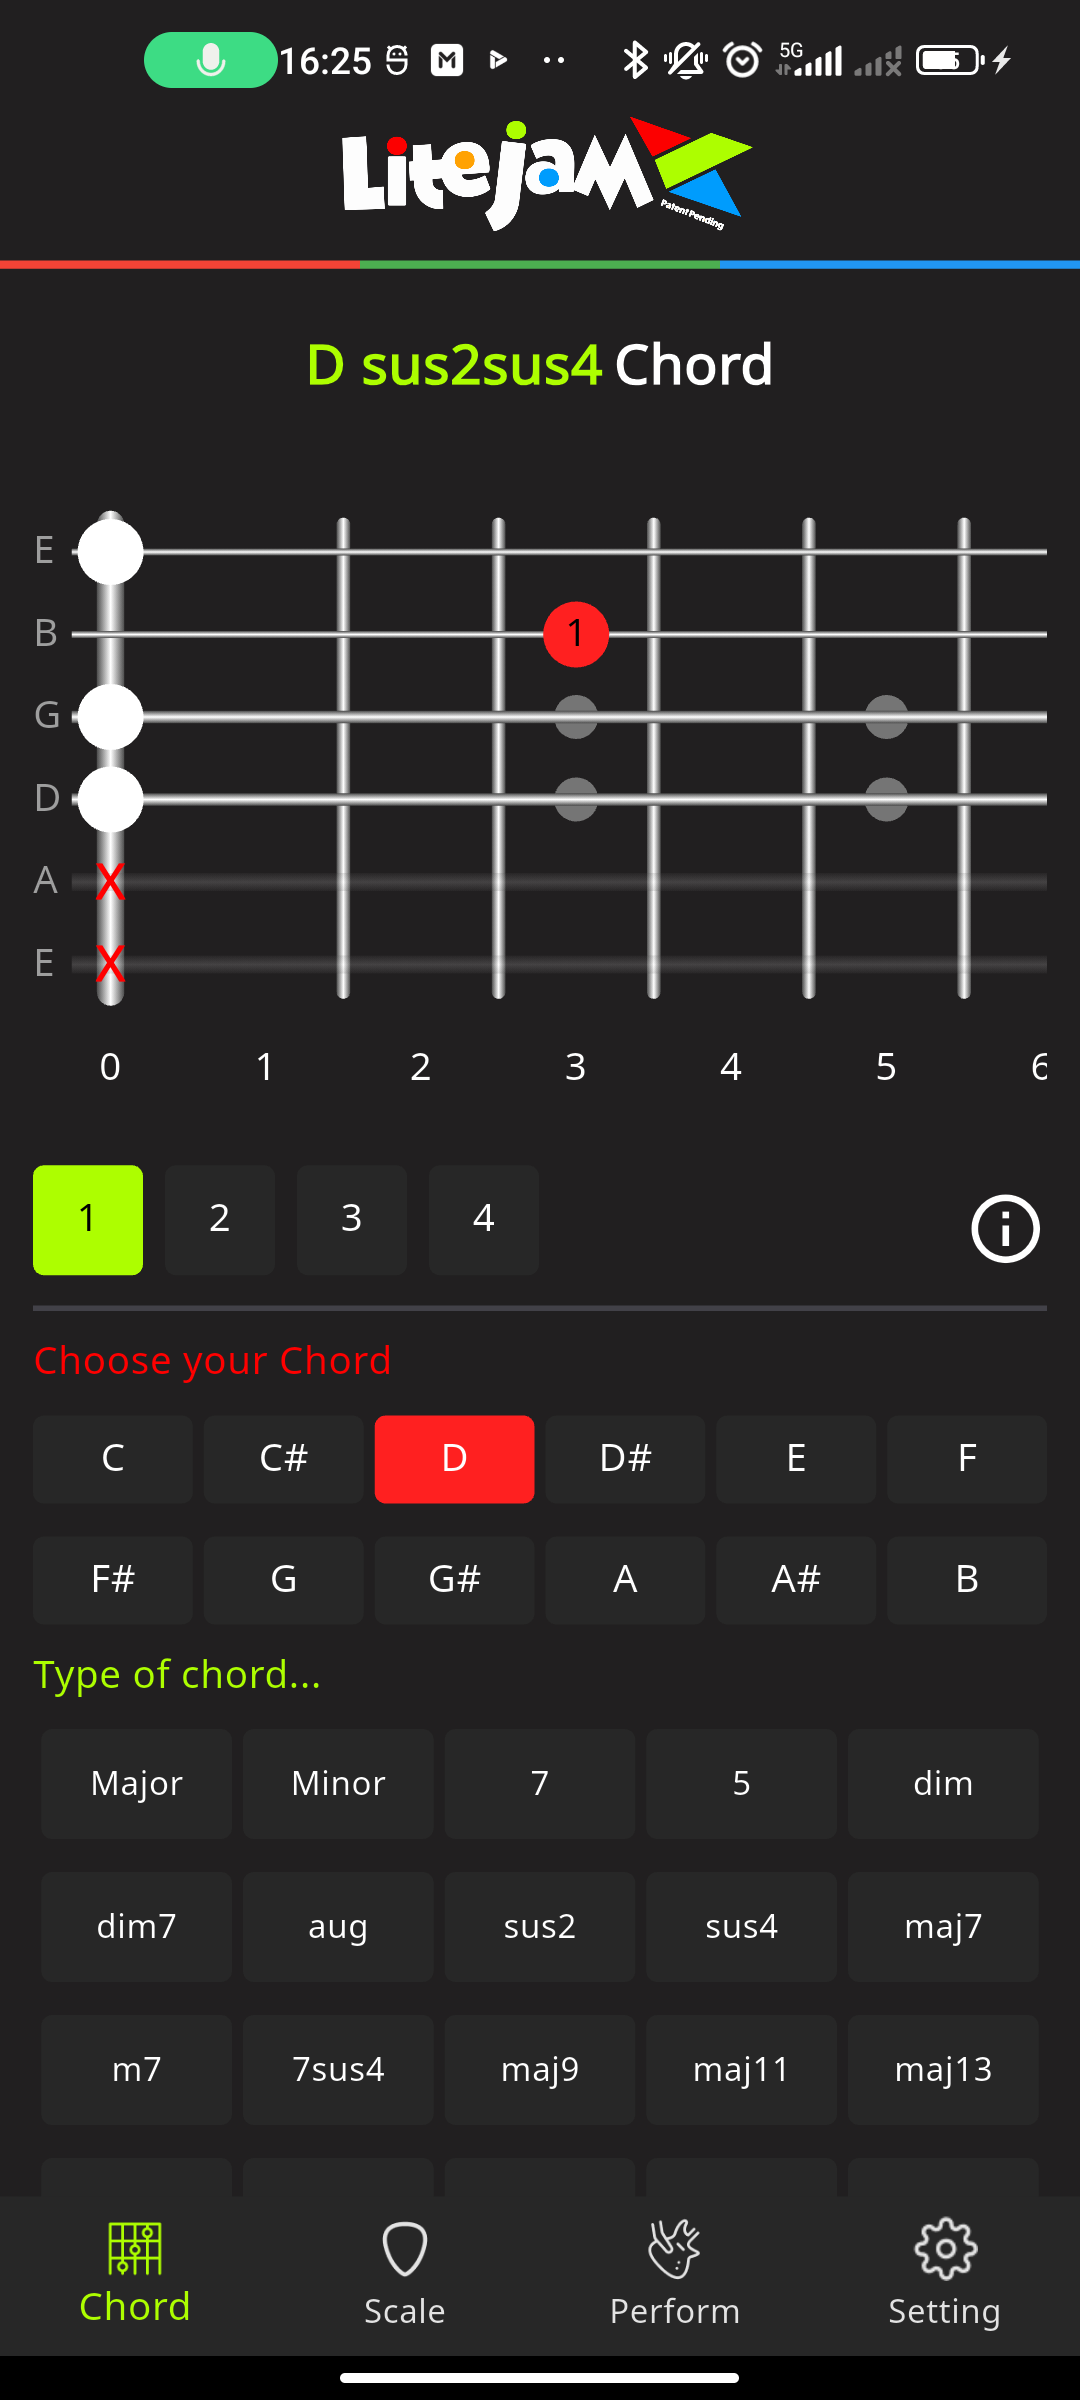 16:25 5G
LiteJam
Patent Pending
D sus2sus4 Chord
E
B 1
G
D
A X
E X
0 1 2 3 4 5 6
1 2 3 4
Choose your Chord
C C# D D# E F
F# G G# A A# B
Type of chord...
Major Minor 7 5 dim
dim7 aug sus2 sus4 maj7
m7 7sus4 maj9 maj11 maj13
Chord Scale Perform Setting